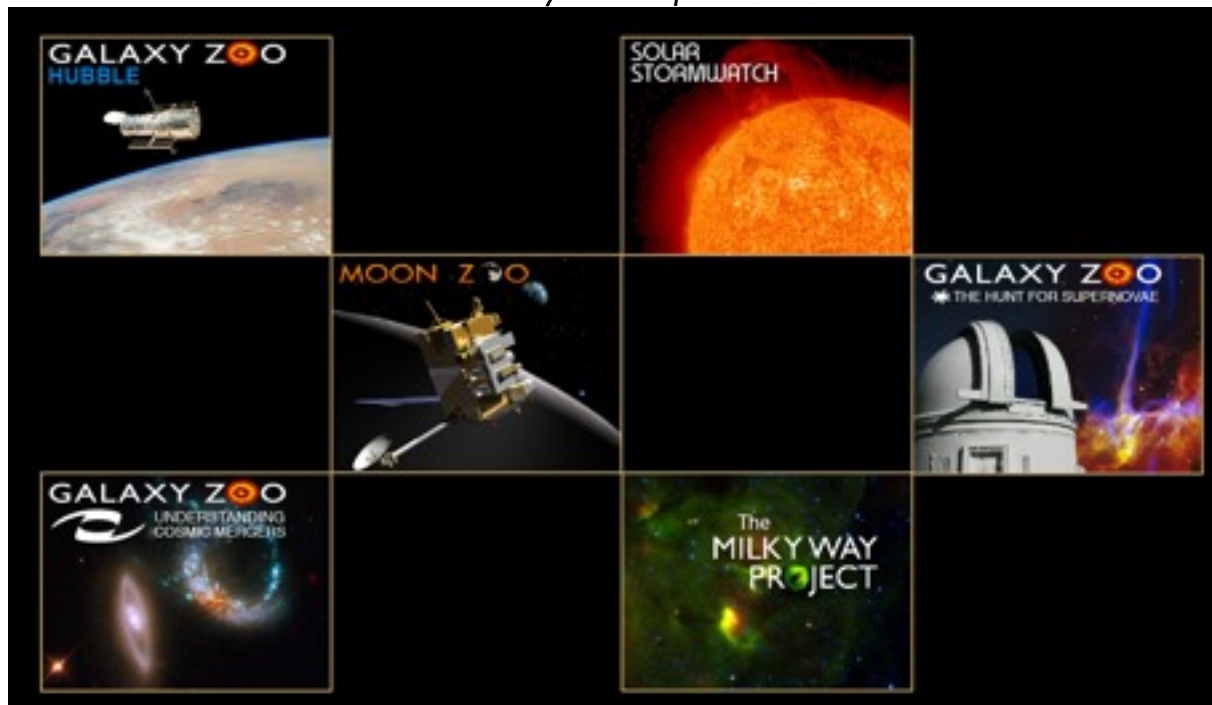 GALAXY ZOO
HUBBLE
SOLAR
STORMWATCH
MOON ZOO
GALAXY ZOO
THE HUNT FOR SUPERNOVAE
GALAXY ZOO
UNDERSTANDING
COSMIC MERGERS
The
MILKY WAY
PROJECT